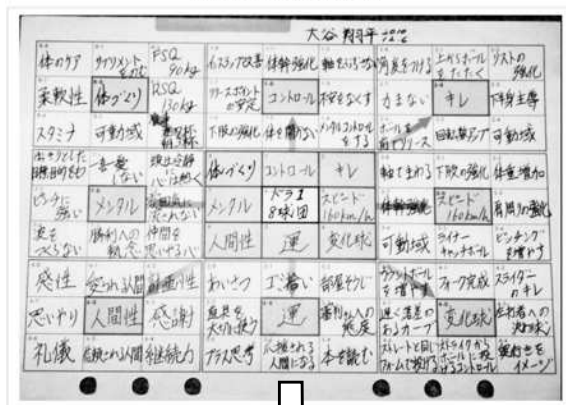 大谷翔平
体のケア サプリメントをのむ FSQ 90kg インステップ改善 体幹強化 軸をぶらさない 角度をつける 上からボールをたたく リストの強化
柔軟性 体づくり RSQ 130kg リリースポイントの安定 コントロール 不安をなくす 力まない キレ 下半身主導
スタミナ 可動域 下肢の強化 体を開かない メンタルコントロールをする ボールを前でリリース 回転数アップ 可動域
はっきりとした目標、目的をもつ 一喜一憂しない 頭は冷静に心は熱く 体づくり コントロール キレ 軸でまわる 下肢の強化 体重増加
ピンチに強い メンタル 雰囲気に流されない メンタル ドラ1 8球団 スピード 160km/h 体幹強化 スピード 160km/h 肩周りの強化
波をつくらない 勝利への執念 仲間を思いやる心 人間性 運 変化球 可動域 ライナーキャッチボール ピッチングを増やす
感性 愛される人間 計画性 あいさつ ゴミ拾い 部屋そうじ カウントボールを増やす フォーク完成 スライダーのキレ
思いやり 人間性 感謝 道具を大切に使う 運 審判さんへの態度 遅く落差のあるカーブ 変化球 左打者への決め球
礼儀 信頼される人間 継続力 プラス思考 応援される人間になる 本を読む ストレートと同じフォームで投げる ストライクからボールに投げるコントロール 奥行きをイメージ